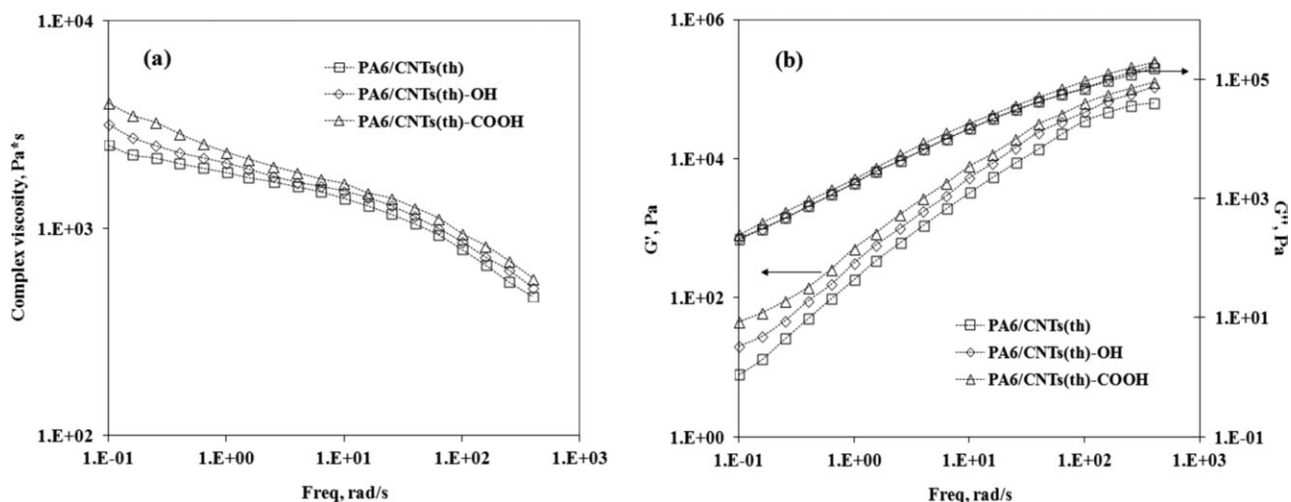 (a)
PA6/CNTs(th)
PA6/CNTs(th)-OH
PA6/CNTs(th)-COOH
Complex viscosity, Pa*s
1.E+04
1.E+03
1.E+02
1.E-01
1.E+00
1.E+01
1.E+02
1.E+03
Freq, rad/s
(b)
G', Pa
1.E+06
1.E+04
1.E+02
1.E+00
1.E+05
1.E+03
1.E+01
1.E-01
G'', Pa
PA6/CNTs(th)
PA6/CNTs(th)-OH
PA6/CNTs(th)-COOH
1.E-01
1.E+00
1.E+01
1.E+02
1.E+03
Freq, rad/s